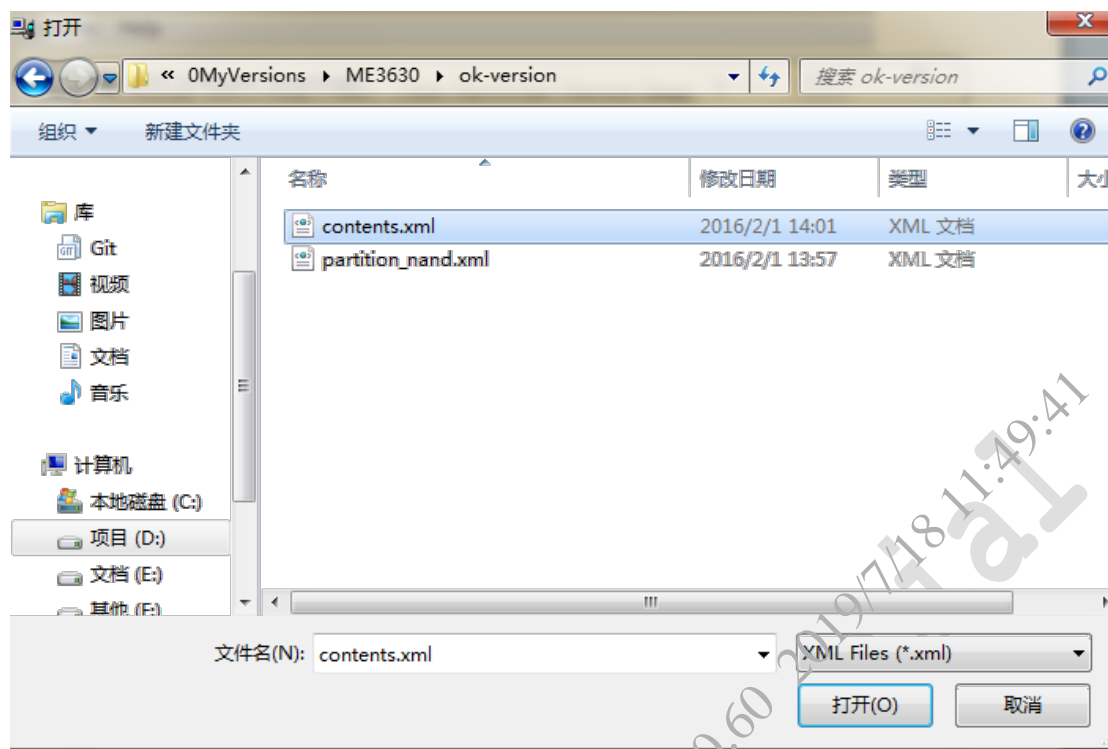 打开
« 0MyVersions ▸ ME3630 ▸ ok-version
搜索 ok-version
组织 新建文件夹
名称 修改日期 类型
库
contents.xml 2016/2/1 14:01 XML 文档
Git
partition_nand.xml 2016/2/1 13:57 XML 文档
视频
图片
文档
音乐
计算机
本地磁盘 (C:)
项目 (D:)
文档 (E:)
其他 (F:)
文件名(N): contents.xml XML Files (*.xml)
打开(O) 取消
.60 2019/7/18 11:49:41